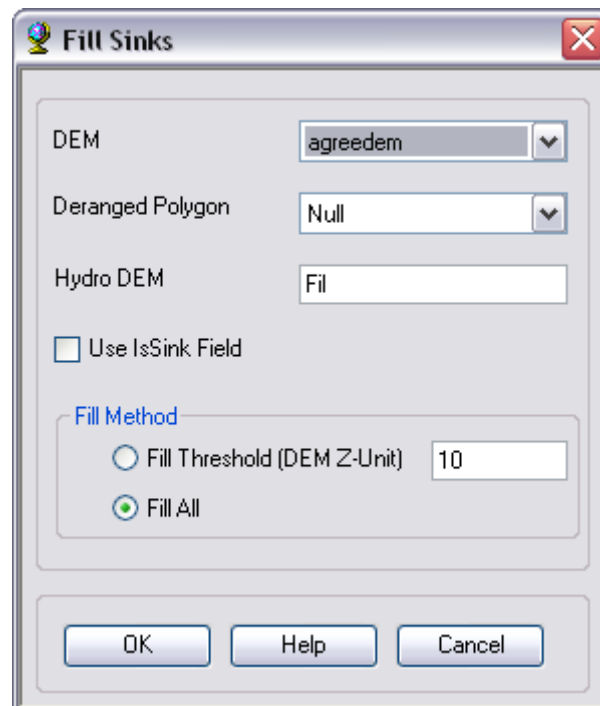 Fill Sinks
DEM agreedem
Deranged Polygon Null
Hydro DEM Fil
Use IsSink Field
Fill Method
Fill Threshold (DEM Z-Unit) 10
Fill All
OK Help Cancel